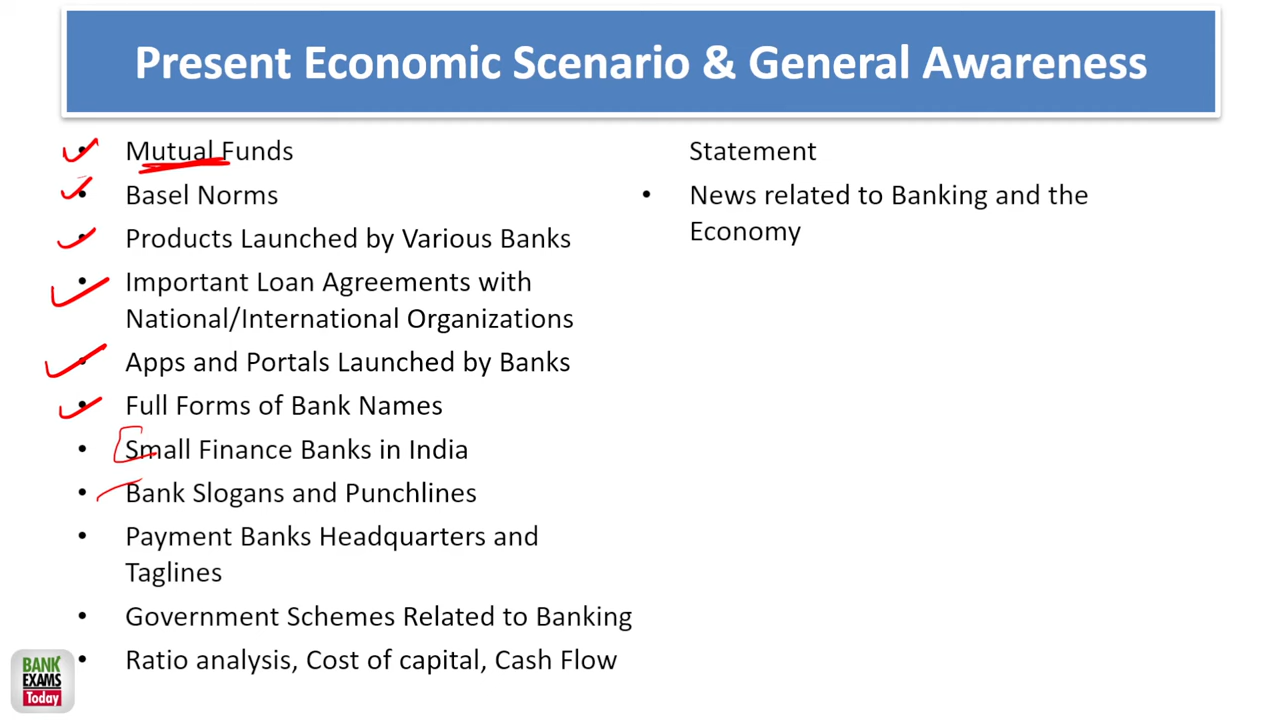 Present Economic Scenario & General Awareness
• Mutual Funds
• Basel Norms
• Products Launched by Various Banks
• Important Loan Agreements with
National/International Organizations
• Apps and Portals Launched by Banks
• Full Forms of Bank Names
• Small Finance Banks in India
• Bank Slogans and Punchlines
• Payment Banks Headquarters and
Taglines
• Government Schemes Related to Banking
• Ratio analysis, Cost of capital, Cash Flow
Statement
• News related to Banking and the
Economy
BANK
EXAMS
Today